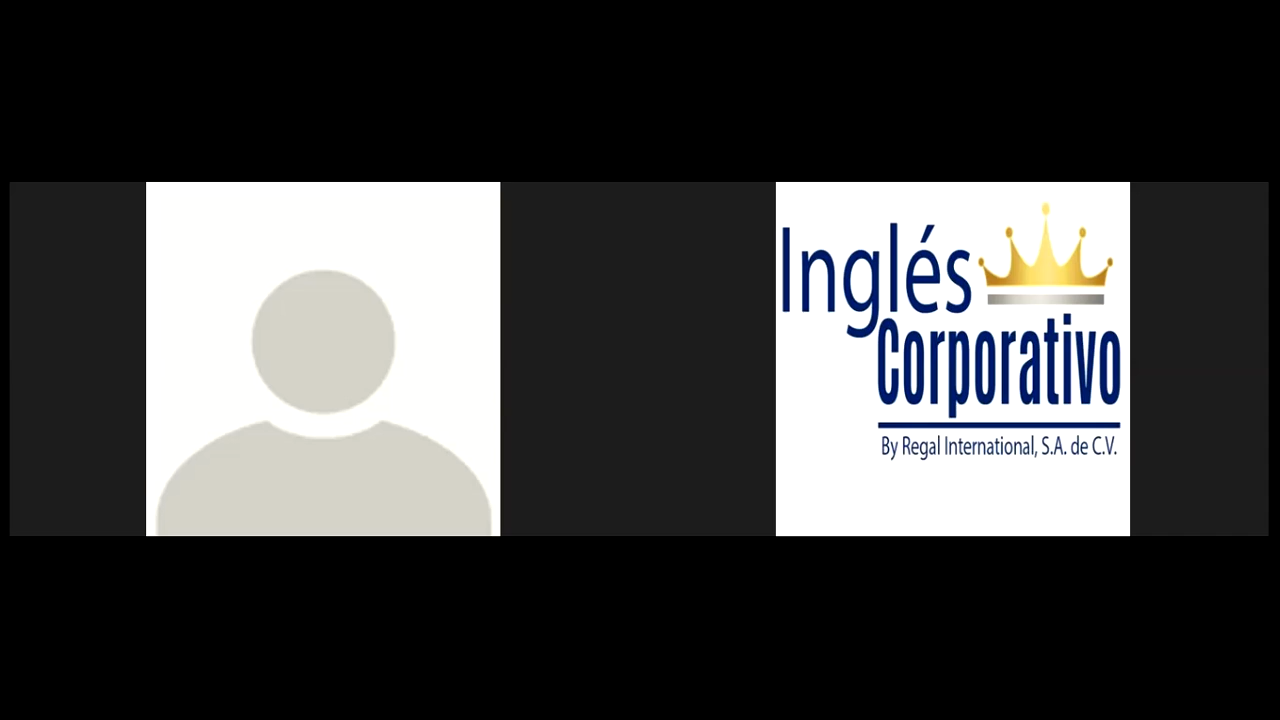 Inglés
Corporativo
By Regal International, S.A. de C.V.